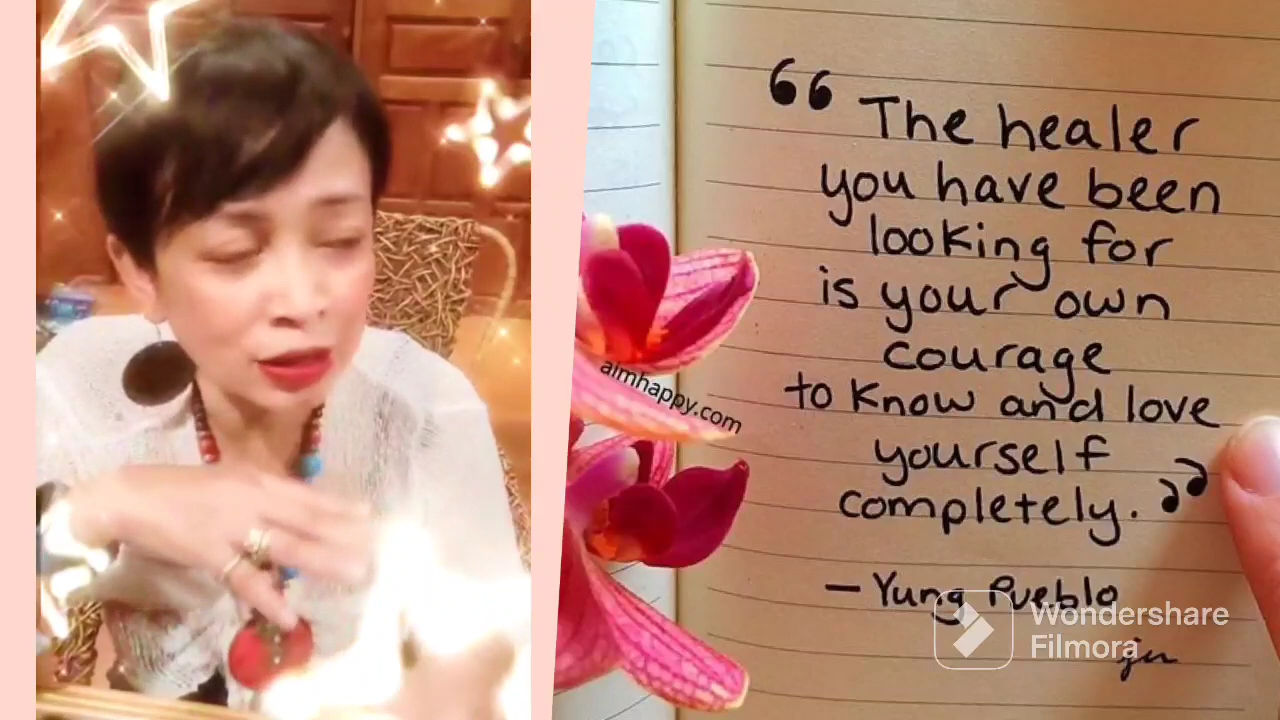 “ The healer
you have been
looking for
is your own
courage
to know and love
yourself
completely. ”
— Yung Pueblo
aimhappy.com
Wondershare
Filmora